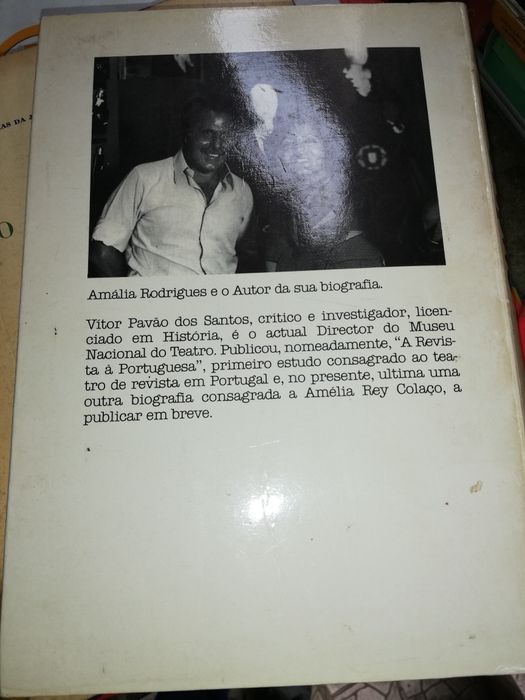 AS DA
O
Amália Rodrigues e o Autor da sua biografia.
Vítor Pavão dos Santos, crítico e investigador, licen-
ciado em História, é o actual Director do Museu
Nacional do Teatro. Publicou, nomeadamente, "A Revis-
ta à Portuguesa", primeiro estudo consagrado ao tea-
tro de revista em Portugal e, no presente, ultima uma
outra biografia consagrada a Amélia Rey Colaço, a
publicar em breve.